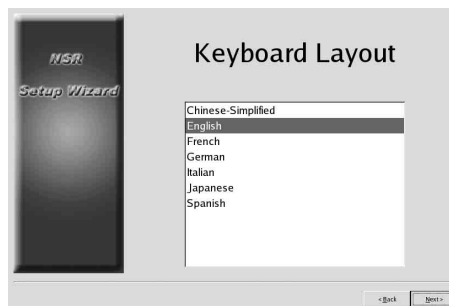 NSR
Setup Wizard
Keyboard Layout
Chinese-Simplified
English
French
German
Italian
Japanese
Spanish
< Back
Next >